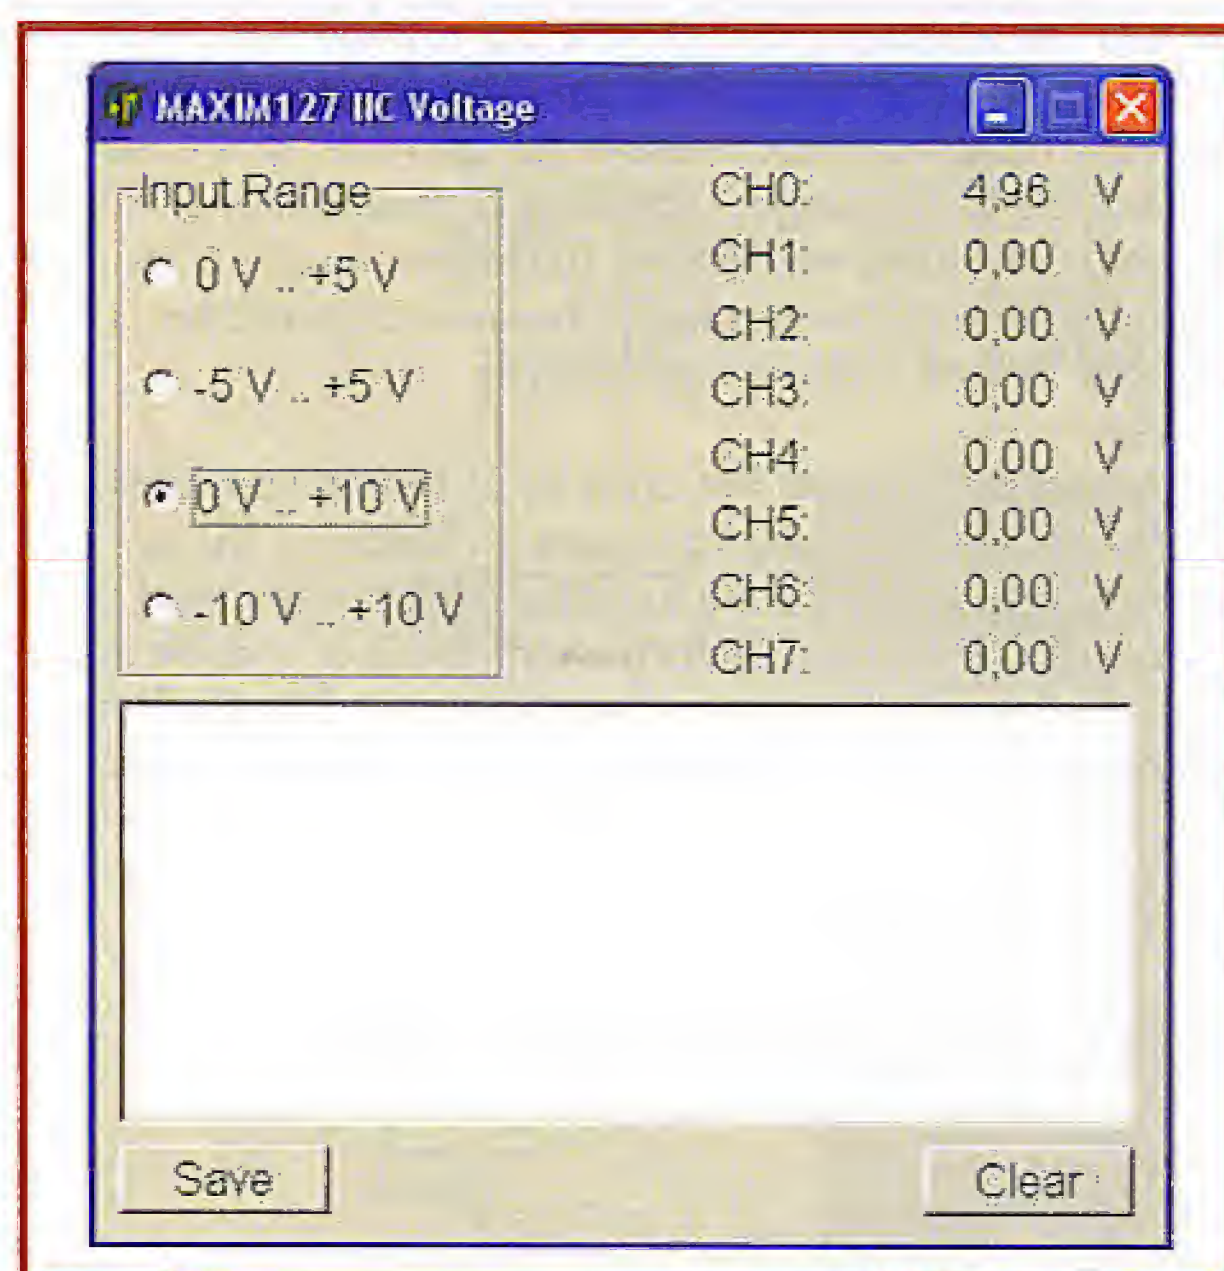 MAXIM127 IIC Voltage
Input Range
0 V .. +5 V
-5 V .. +5 V
0 V .. +10 V
-10 V .. +10 V
CH0: 4,96 V
CH1: 0,00 V
CH2: 0,00 V
CH3: 0,00 V
CH4: 0,00 V
CH5: 0,00 V
CH6: 0,00 V
CH7: 0,00 V
Save
Clear